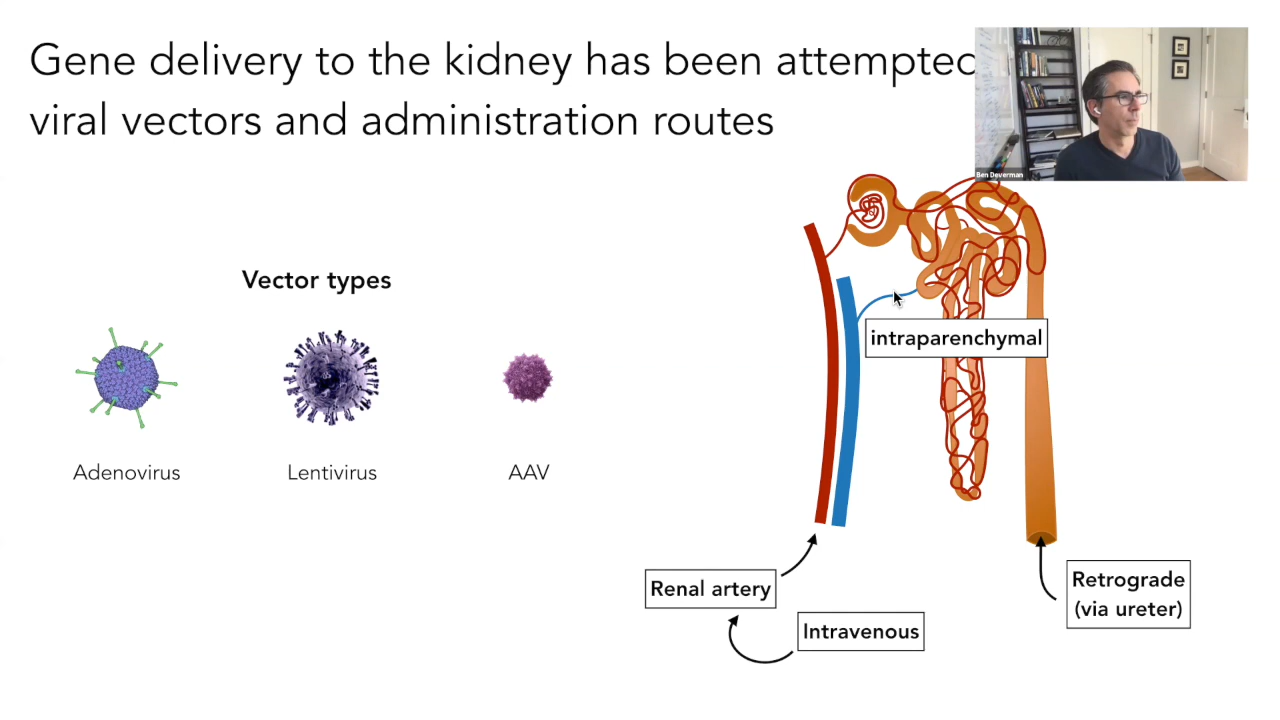 Gene delivery to the kidney has been attempted
viral vectors and administration routes
Ben Deverman
Vector types
intraparenchymal
Adenovirus
Lentivirus
AAV
Renal artery
Intravenous
Retrograde
(via ureter)